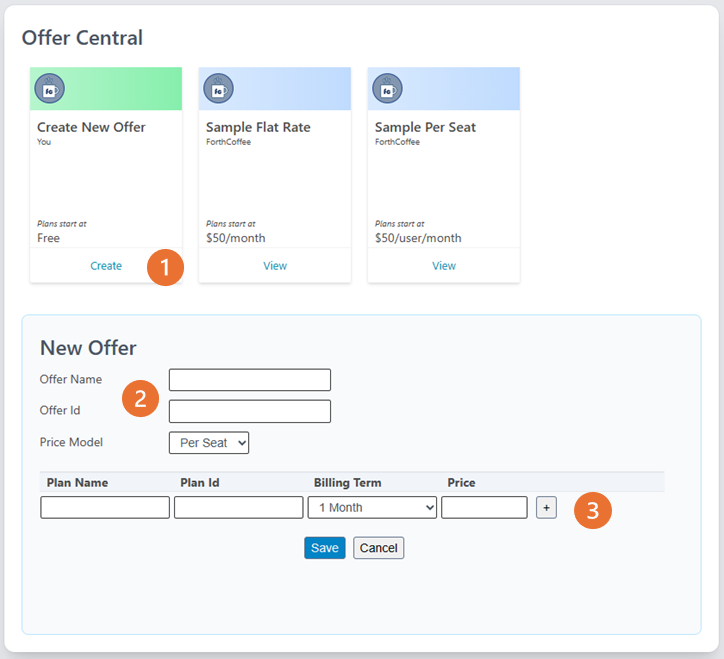 Offer Central
fc fc fc
Create New Offer Sample Flat Rate Sample Per Seat
You ForthCoffee ForthCoffee
Plans start at Plans start at Plans start at
Free $50/month $50/user/month
Create 1 View View
New Offer
Offer Name
2
Offer Id
Price Model Per Seat
Plan Name Plan Id Billing Term Price
1 Month + 3
Save Cancel